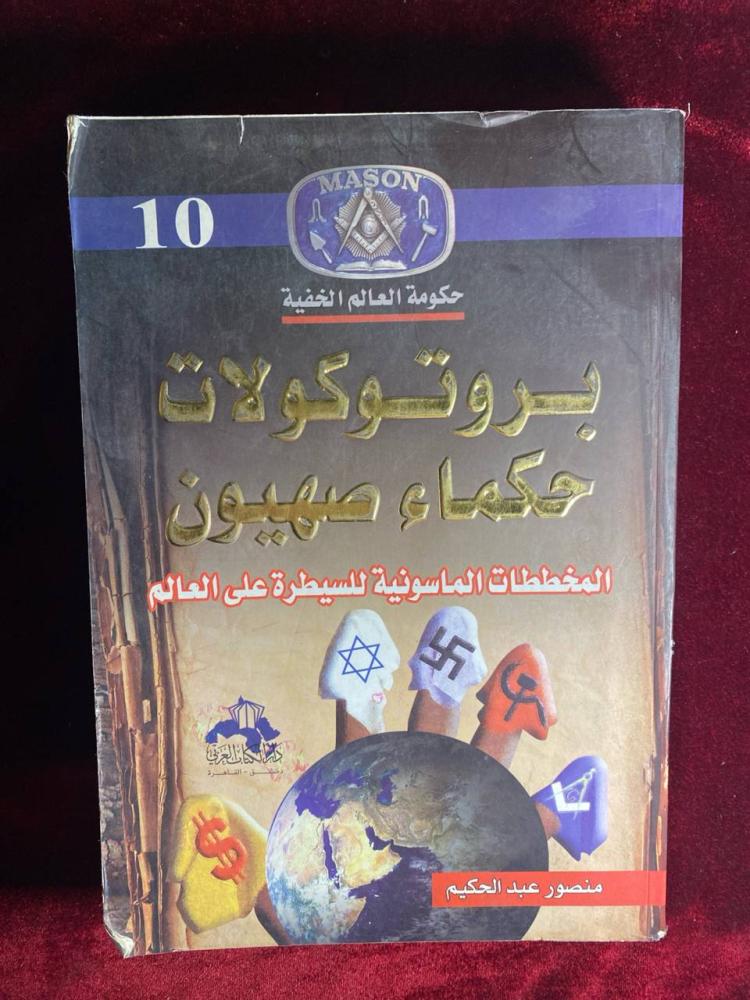 MASON
10
حكومة العالم الخفية
بروتوكولات
حكماء صهيون
المخططات الماسونية للسيطرة على العالم
دار الكتاب العربي
دمشق - القاهرة
$
منصور عبد الحكيم